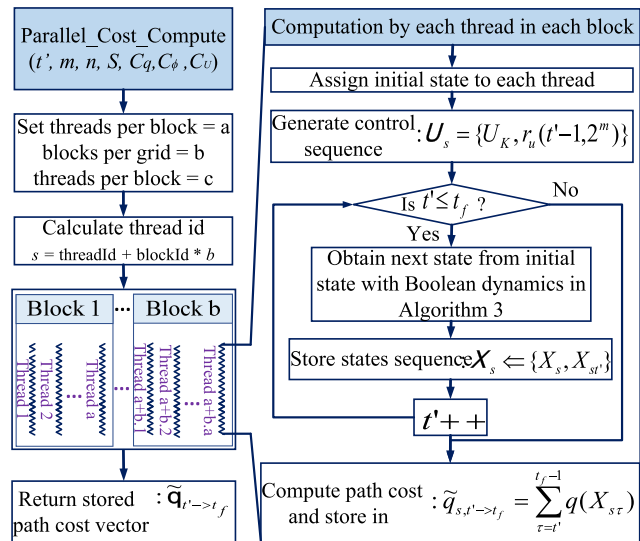 Parallel_Cost_Compute
(t', m, n, S, C_q, C_ϕ, C_U)
Set threads per block = a
blocks per grid = b
threads per block = c
Calculate thread id
s = threadId + blockId * b
Block 1 ... Block b
Thread 1
Thread 2
...
Thread a
Thread a+b.1
Thread a+b.2
...
Thread a+b.a
Return stored
path cost vector : q̃_{t'->t_f}
Computation by each thread in each block
Assign initial state to each thread
Generate control
sequence : U_s = {U_K, r_u(t'-1,2^m)}
Is t' ≤ t_f ?
No
Yes
Obtain next state from initial
state with Boolean dynamics in
Algorithm 3
Store states sequence: X_s ⇐ {X_s, X_{st'}}
t'++
Compute path cost
and store in : q̃_{s,t'->t_f} = ∑_{τ=t'}^{t_f-1} q(X_{sτ})